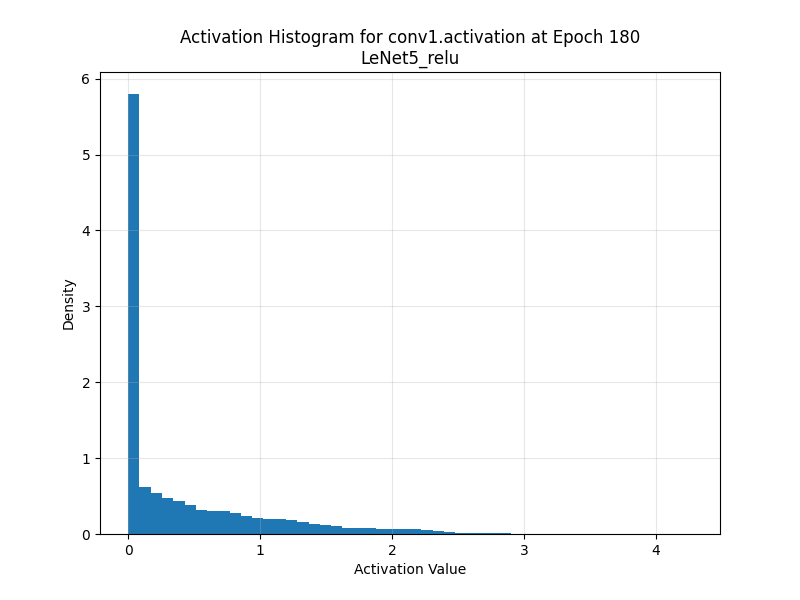 Activation Histogram for conv1.activation at Epoch 180
LeNet5_relu
6
5
4
3
2
1
0
Density
0 1 2 3 4
Activation Value